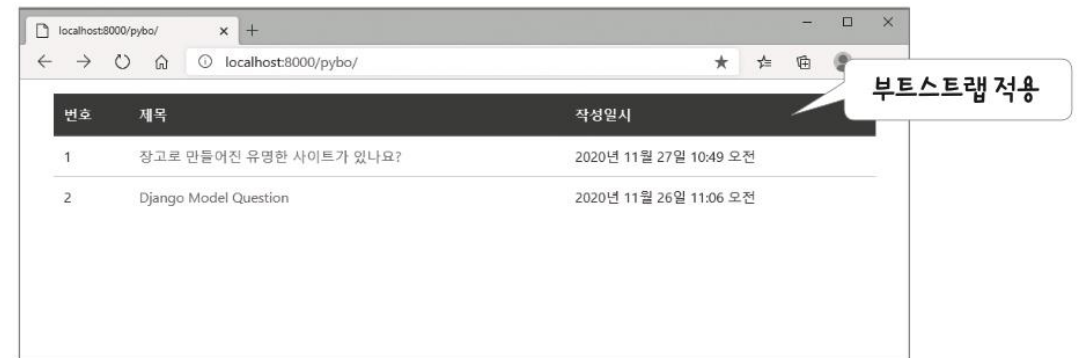 localhost:8000/pybo/
localhost:8000/pybo/
부트스트랩 적용
번호 제목 작성일시
1 장고로 만들어진 유명한 사이트가 있나요? 2020년 11월 27일 10:49 오전
2 Django Model Question 2020년 11월 26일 11:06 오전